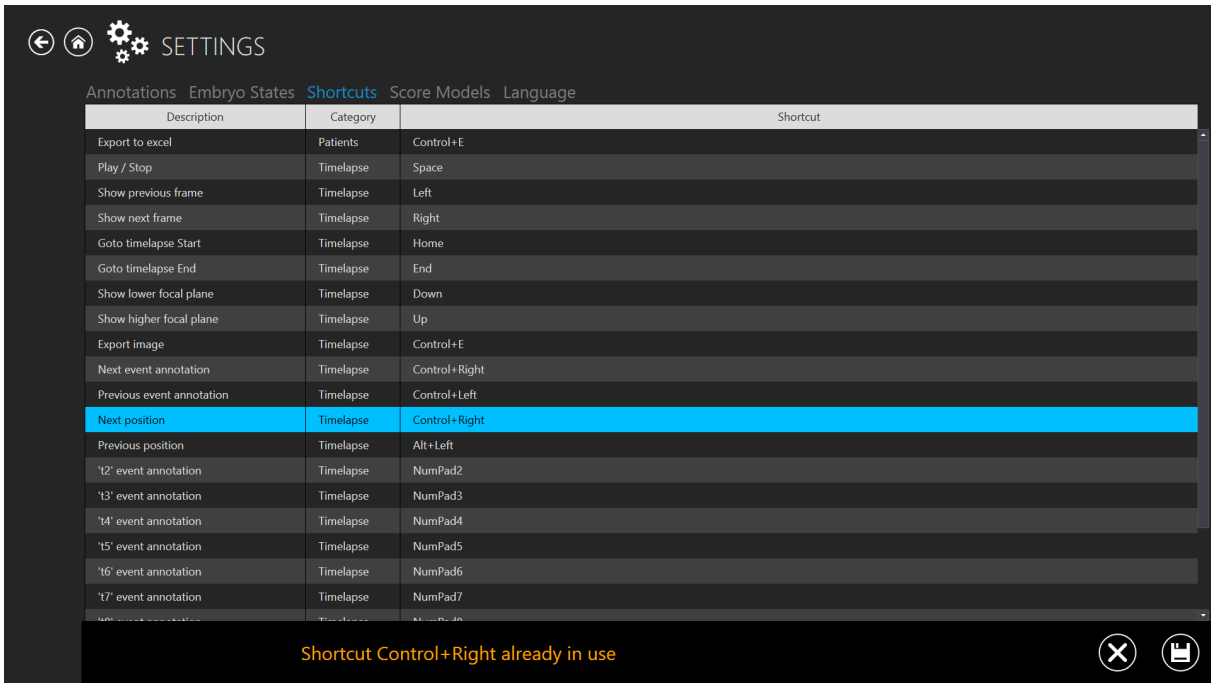 SETTINGS
Annotations Embryo States Shortcuts Score Models Language
Description Category Shortcut
Export to excel Patients Control+E
Play / Stop Timelapse Space
Show previous frame Timelapse Left
Show next frame Timelapse Right
Goto timelapse Start Timelapse Home
Goto timelapse End Timelapse End
Show lower focal plane Timelapse Down
Show higher focal plane Timelapse Up
Export image Timelapse Control+E
Next event annotation Timelapse Control+Right
Previous event annotation Timelapse Control+Left
Next position Timelapse Control+Right
Previous position Timelapse Alt+Left
't2' event annotation Timelapse NumPad2
't3' event annotation Timelapse NumPad3
't4' event annotation Timelapse NumPad4
't5' event annotation Timelapse NumPad5
't6' event annotation Timelapse NumPad6
't7' event annotation Timelapse NumPad7
Shortcut Control+Right already in use